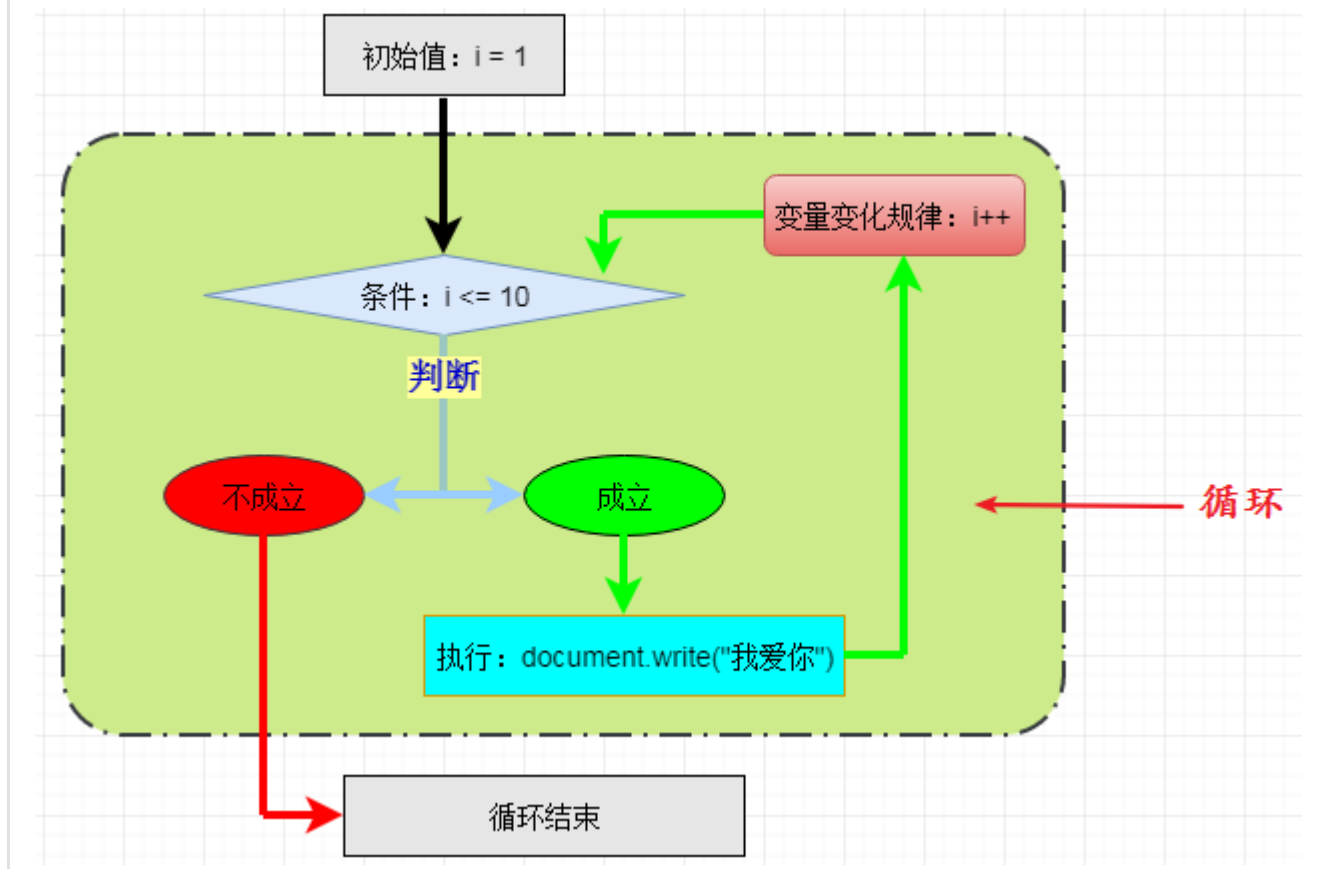 初始值：i = 1
变量变化规律：i++
条件：i <= 10
判断
不成立
成立
循环
执行：document.write("我爱你")
循环结束